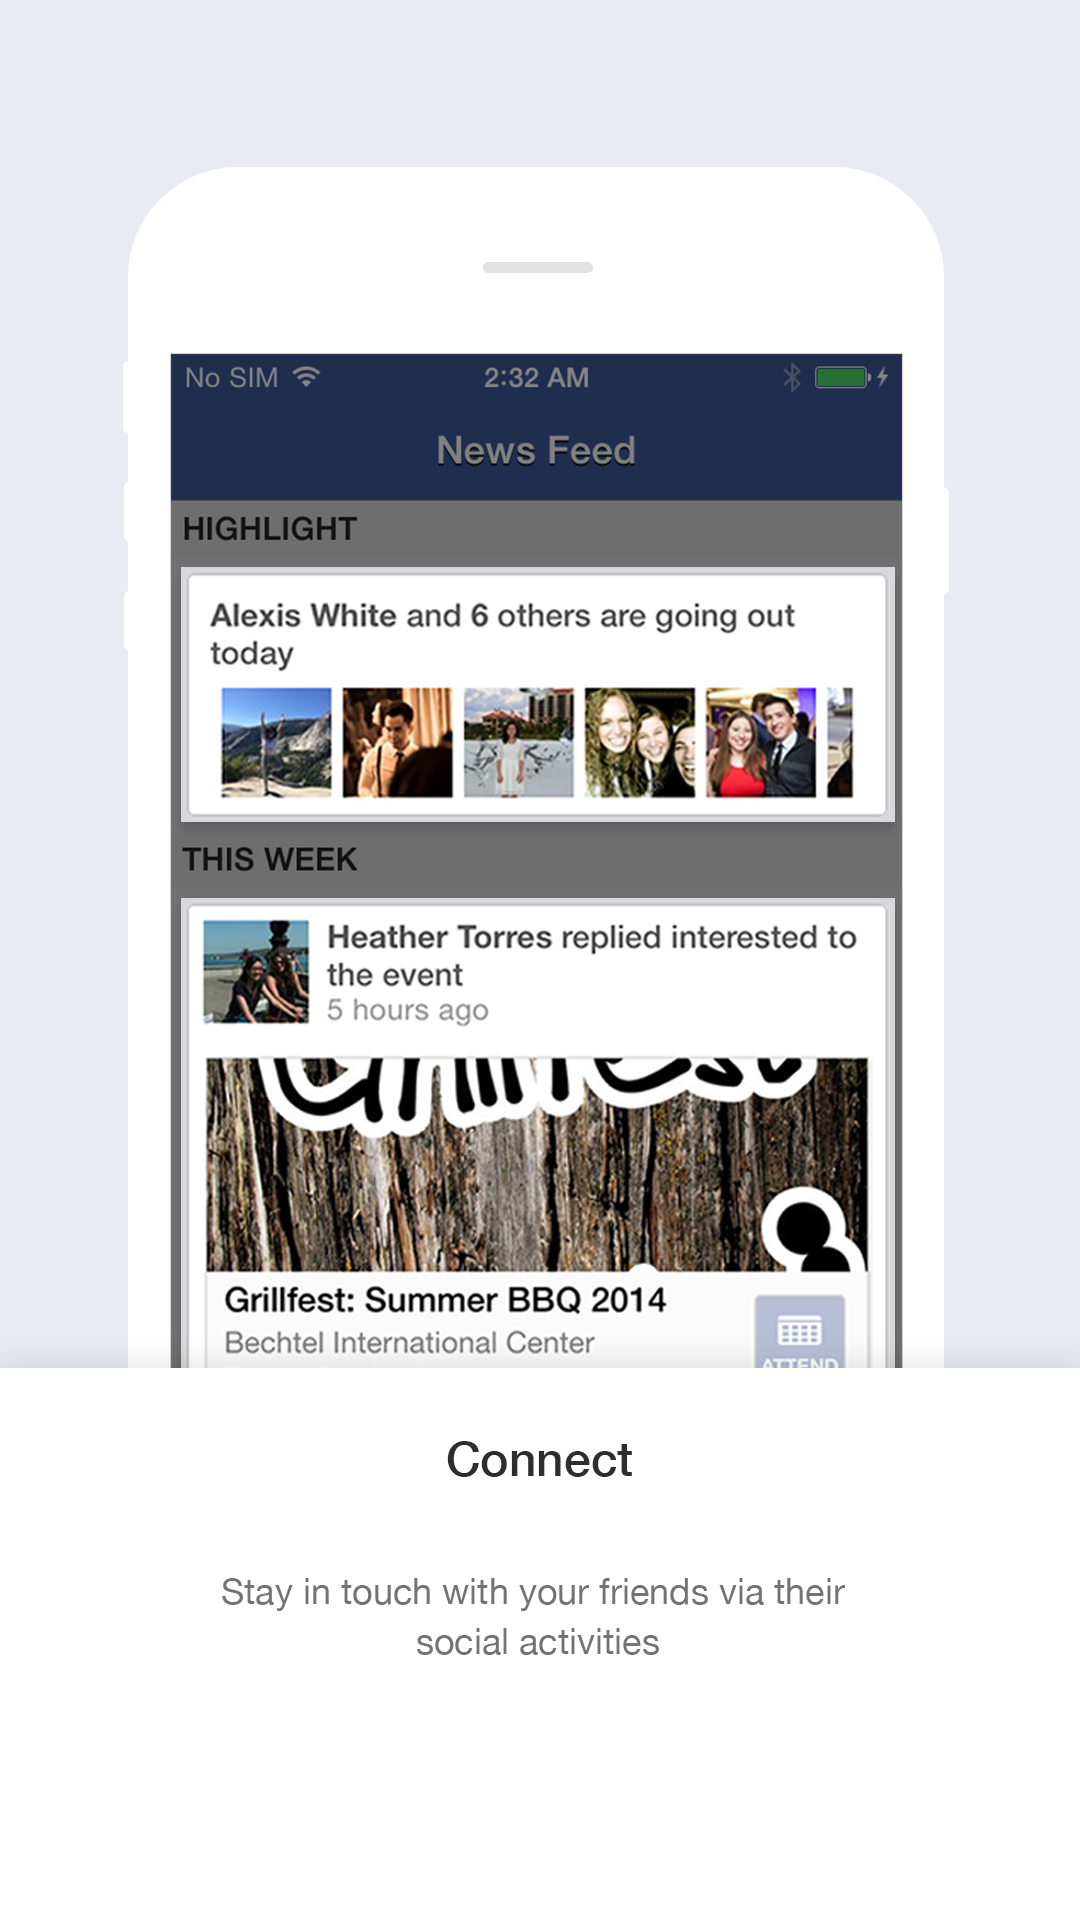 No SIM 2:32 AM
News Feed
HIGHLIGHT
Alexis White and 6 others are going out
today
THIS WEEK
Heather Torres replied interested to
the event
5 hours ago
Grillfest
Grillfest: Summer BBQ 2014
Bechtel International Center
ATTEND
Connect
Stay in touch with your friends via their
social activities